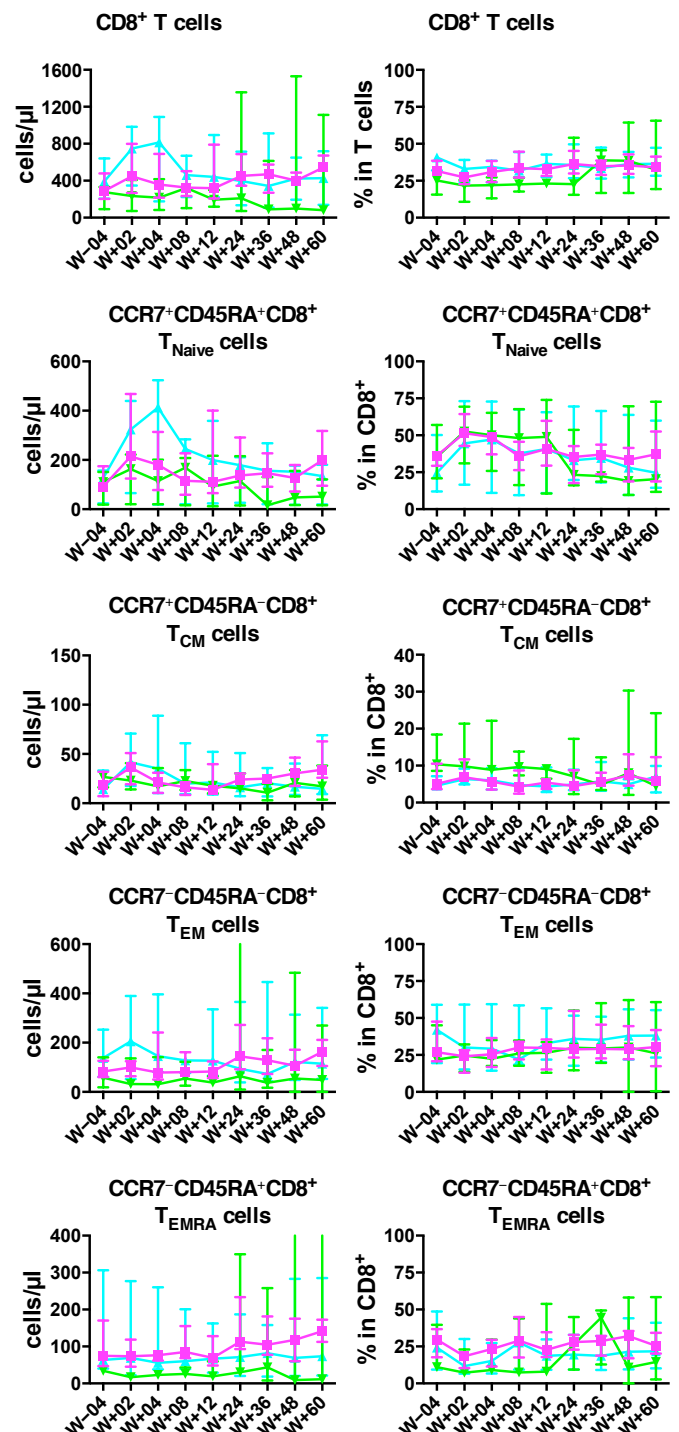 CD8⁺ T cells
cells/µl
1600
1200
800
400
0
W−04 W+02 W+04 W+08 W+12 W+24 W+36 W+48 W+60
CD8⁺ T cells
% in T cells
100
75
50
25
0
W−04 W+02 W+04 W+08 W+12 W+24 W+36 W+48 W+60
CCR7⁺CD45RA⁺CD8⁺
T_Naive cells
cells/µl
600
400
200
0
W−04 W+02 W+04 W+08 W+12 W+24 W+36 W+48 W+60
CCR7⁺CD45RA⁺CD8⁺
T_Naive cells
% in CD8⁺
100
75
50
25
0
W−04 W+02 W+04 W+08 W+12 W+24 W+36 W+48 W+60
CCR7⁺CD45RA⁻CD8⁺
T_CM cells
cells/µl
150
100
50
0
W−04 W+02 W+04 W+08 W+12 W+24 W+36 W+48 W+60
CCR7⁺CD45RA⁻CD8⁺
T_CM cells
% in CD8⁺
40
30
20
10
0
W−04 W+02 W+04 W+08 W+12 W+24 W+36 W+48 W+60
CCR7⁻CD45RA⁻CD8⁺
T_EM cells
cells/µl
600
400
200
0
W−04 W+02 W+04 W+08 W+12 W+24 W+36 W+48 W+60
CCR7⁻CD45RA⁻CD8⁺
T_EM cells
% in CD8⁺
100
75
50
25
0
W−04 W+02 W+04 W+08 W+12 W+24 W+36 W+48 W+60
CCR7⁻CD45RA⁺CD8⁺
T_EMRA cells
cells/µl
400
300
200
100
0
W−04 W+02 W+04 W+08 W+12 W+24 W+36 W+48 W+60
CCR7⁻CD45RA⁺CD8⁺
T_EMRA cells
% in CD8⁺
100
75
50
25
0
W−04 W+02 W+04 W+08 W+12 W+24 W+36 W+48 W+60